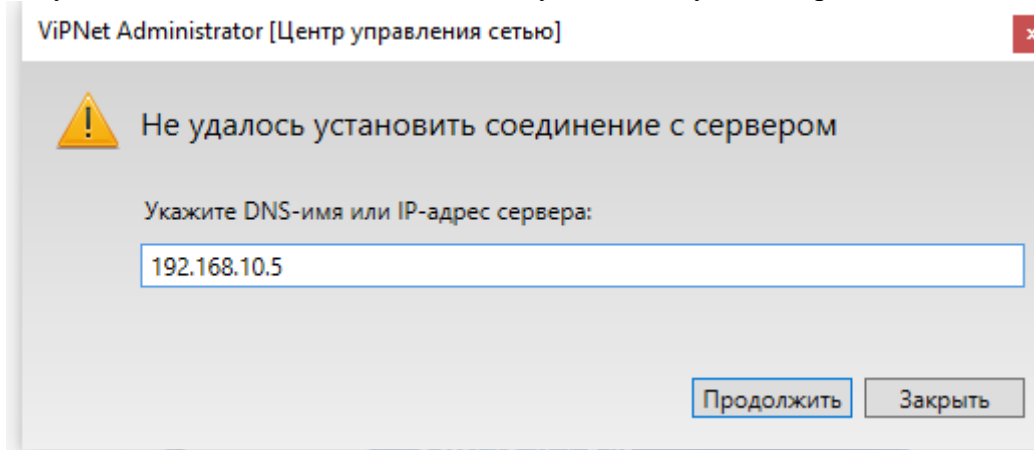 ViPNet Administrator [Центр управления сетью]
Не удалось установить соединение с сервером
Укажите DNS-имя или IP-адрес сервера:
192.168.10.5
Продолжить Закрыть